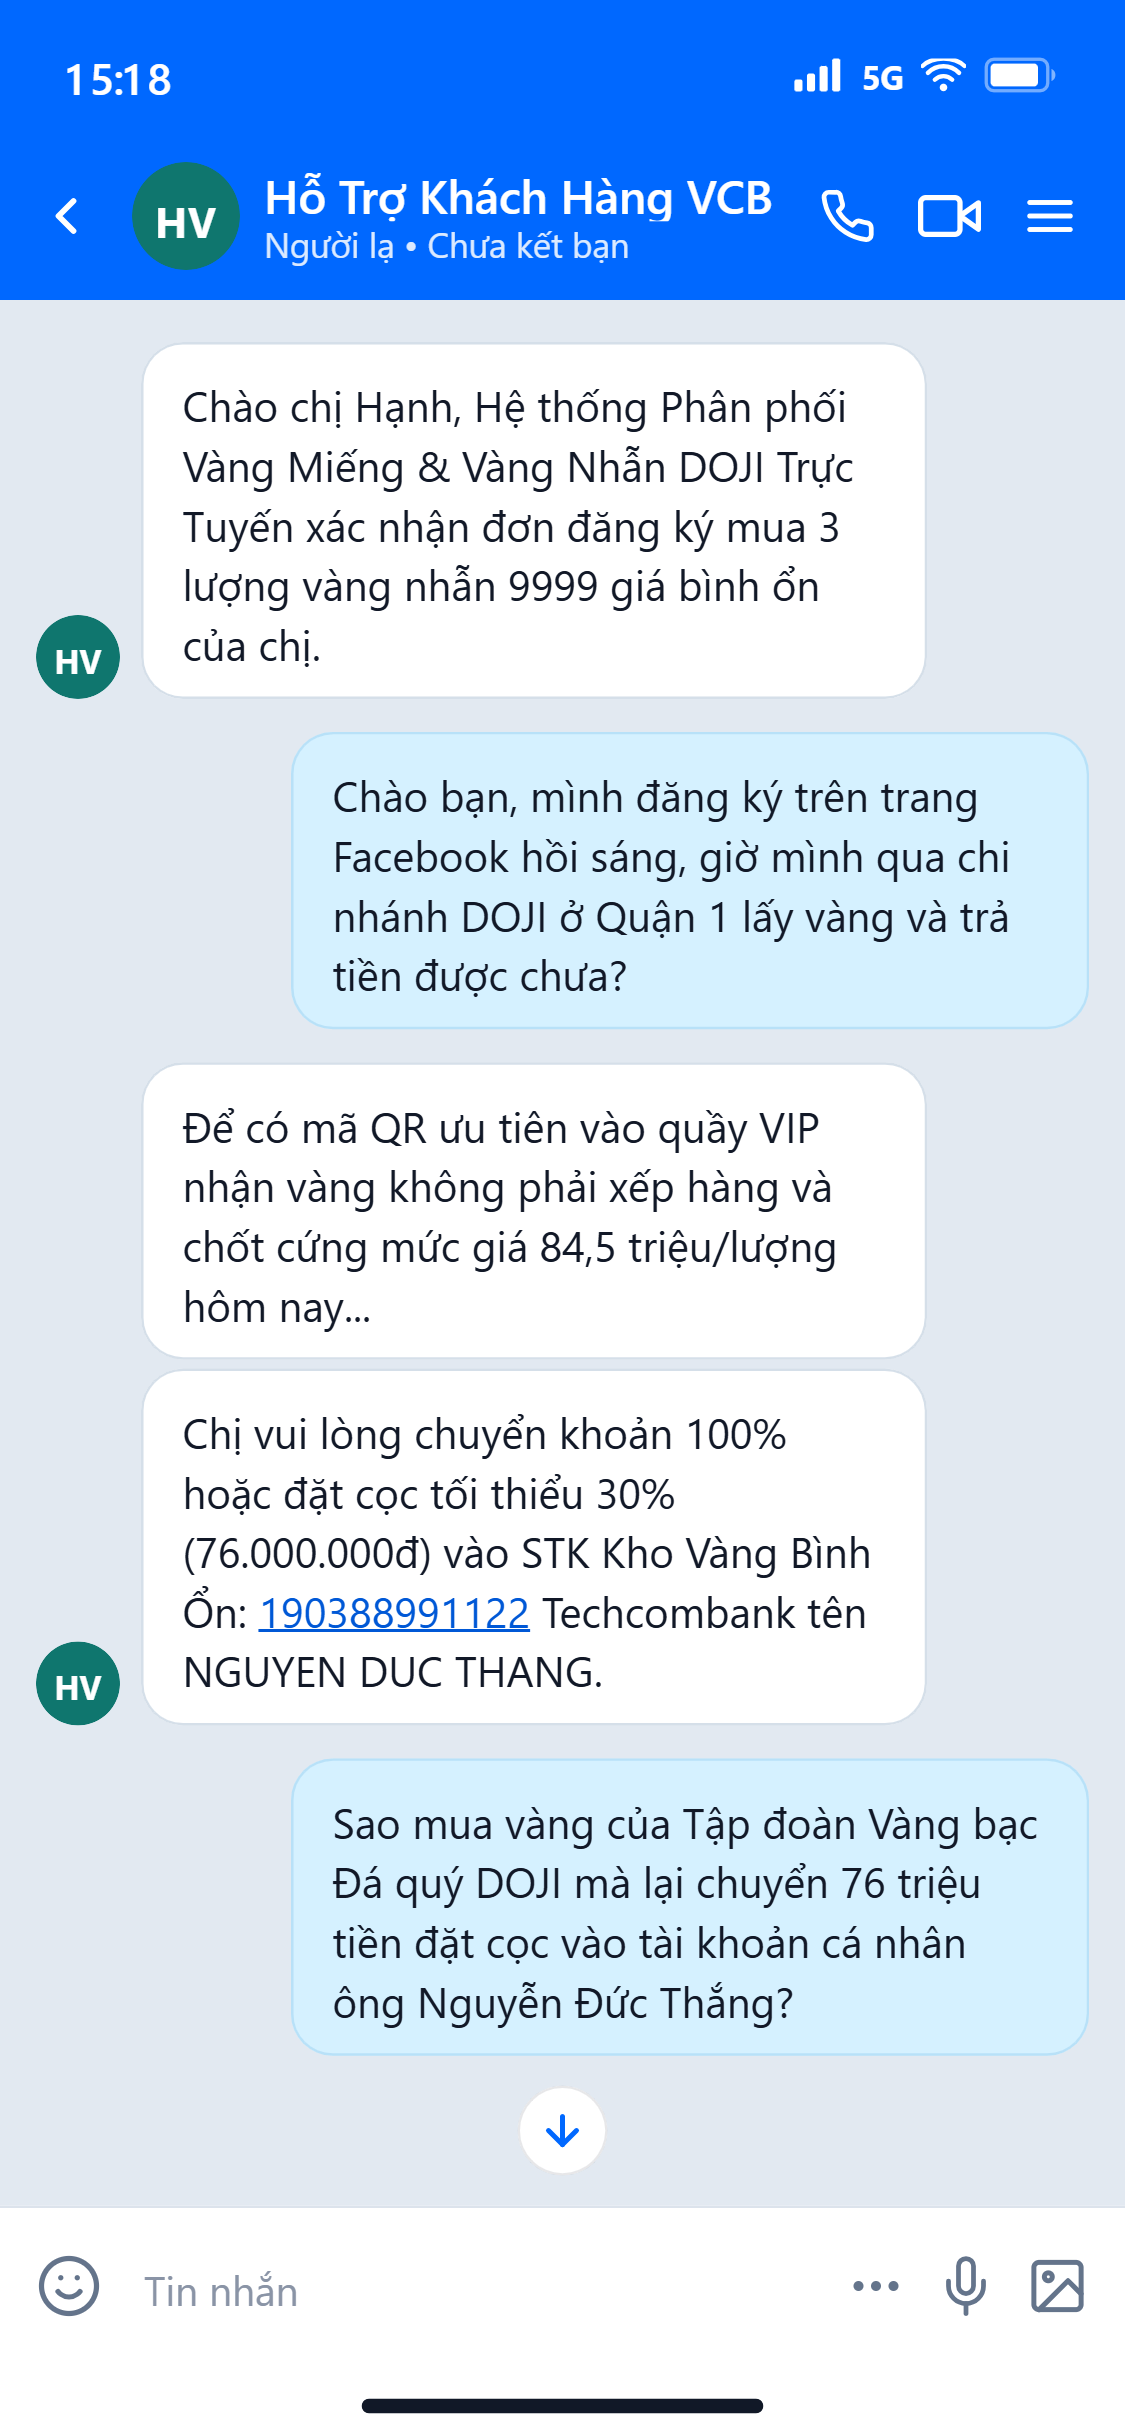 15:18
5G
HV
Hỗ Trợ Khách Hàng VCB
Người lạ • Chưa kết bạn
Chào chị Hạnh, Hệ thống Phân phối
Vàng Miếng & Vàng Nhẫn DOJI Trực
Tuyến xác nhận đơn đăng ký mua 3
lượng vàng nhẫn 9999 giá bình ổn
của chị.
HV
Chào bạn, mình đăng ký trên trang
Facebook hồi sáng, giờ mình qua chi
nhánh DOJI ở Quận 1 lấy vàng và trả
tiền được chưa?
Để có mã QR ưu tiên vào quầy VIP
nhận vàng không phải xếp hàng và
chốt cứng mức giá 84,5 triệu/lượng
hôm nay...
Chị vui lòng chuyển khoản 100%
hoặc đặt cọc tối thiểu 30%
(76.000.000đ) vào STK Kho Vàng Bình
Ổn: 190388991122 Techcombank tên
NGUYEN DUC THANG.
HV
Sao mua vàng của Tập đoàn Vàng bạc
Đá quý DOJI mà lại chuyển 76 triệu
tiền đặt cọc vào tài khoản cá nhân
ông Nguyễn Đức Thắng?
Tin nhắn